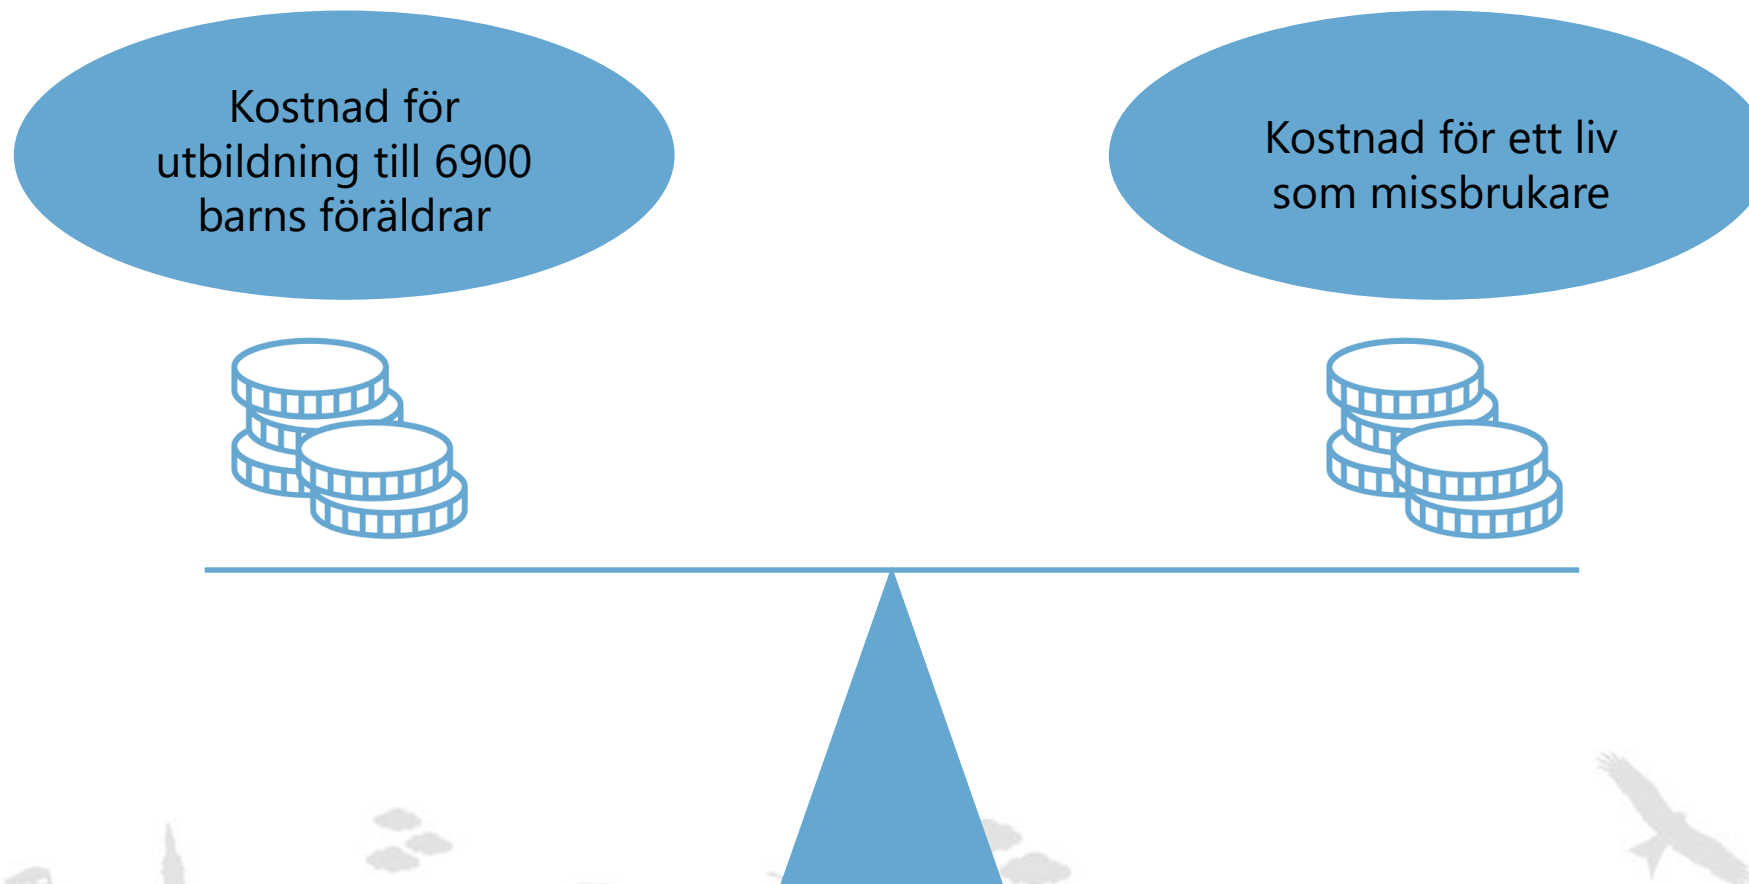 Kostnad för
utbildning till 6900
barns föräldrar
Kostnad för ett liv
som missbrukare